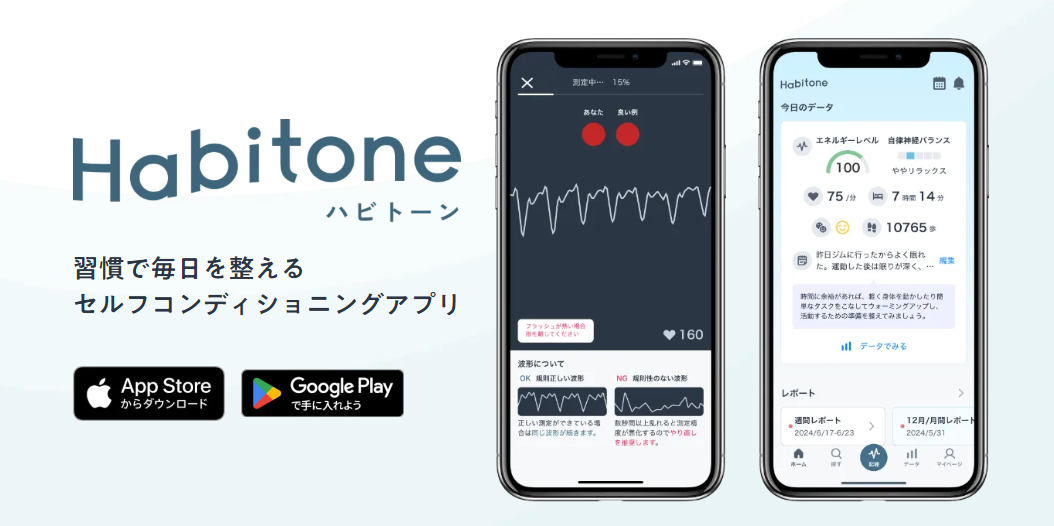 Habitone
ハビトーン
習慣で毎日を整える
セルフコンディショニングアプリ
App Store
からダウンロード
Google Play
で手に入れよう
測定中… 15%
あなた 良い例
フラッシュが熱い場合
指を離してください
160
波形について
OK 規則正しい波形
正しい測定ができている場
合は同じ波形が続きます。
NG 規則性のない波形
数秒間以上乱れると測定精
度が悪化するのでやり直し
を推奨します。
Habitone
今日のデータ
エネルギーレベル
100
自律神経バランス
ややリラックス
75 /分
7 時間 14 分
10765 歩
昨日ジムに行ったからよく眠れ
た。運動した後は眠りが深く、…
編集
時間に余裕があれば、軽く身体を動かしたり簡
単なタスクをこなしてウォーミングアップし、
活動するための準備を整えてみましょう。
データでみる
レポート
週間レポート
2024/6/17-6/23
12月/月間レポート
2024/5/31
ホーム 探す 記録 データ マイページ